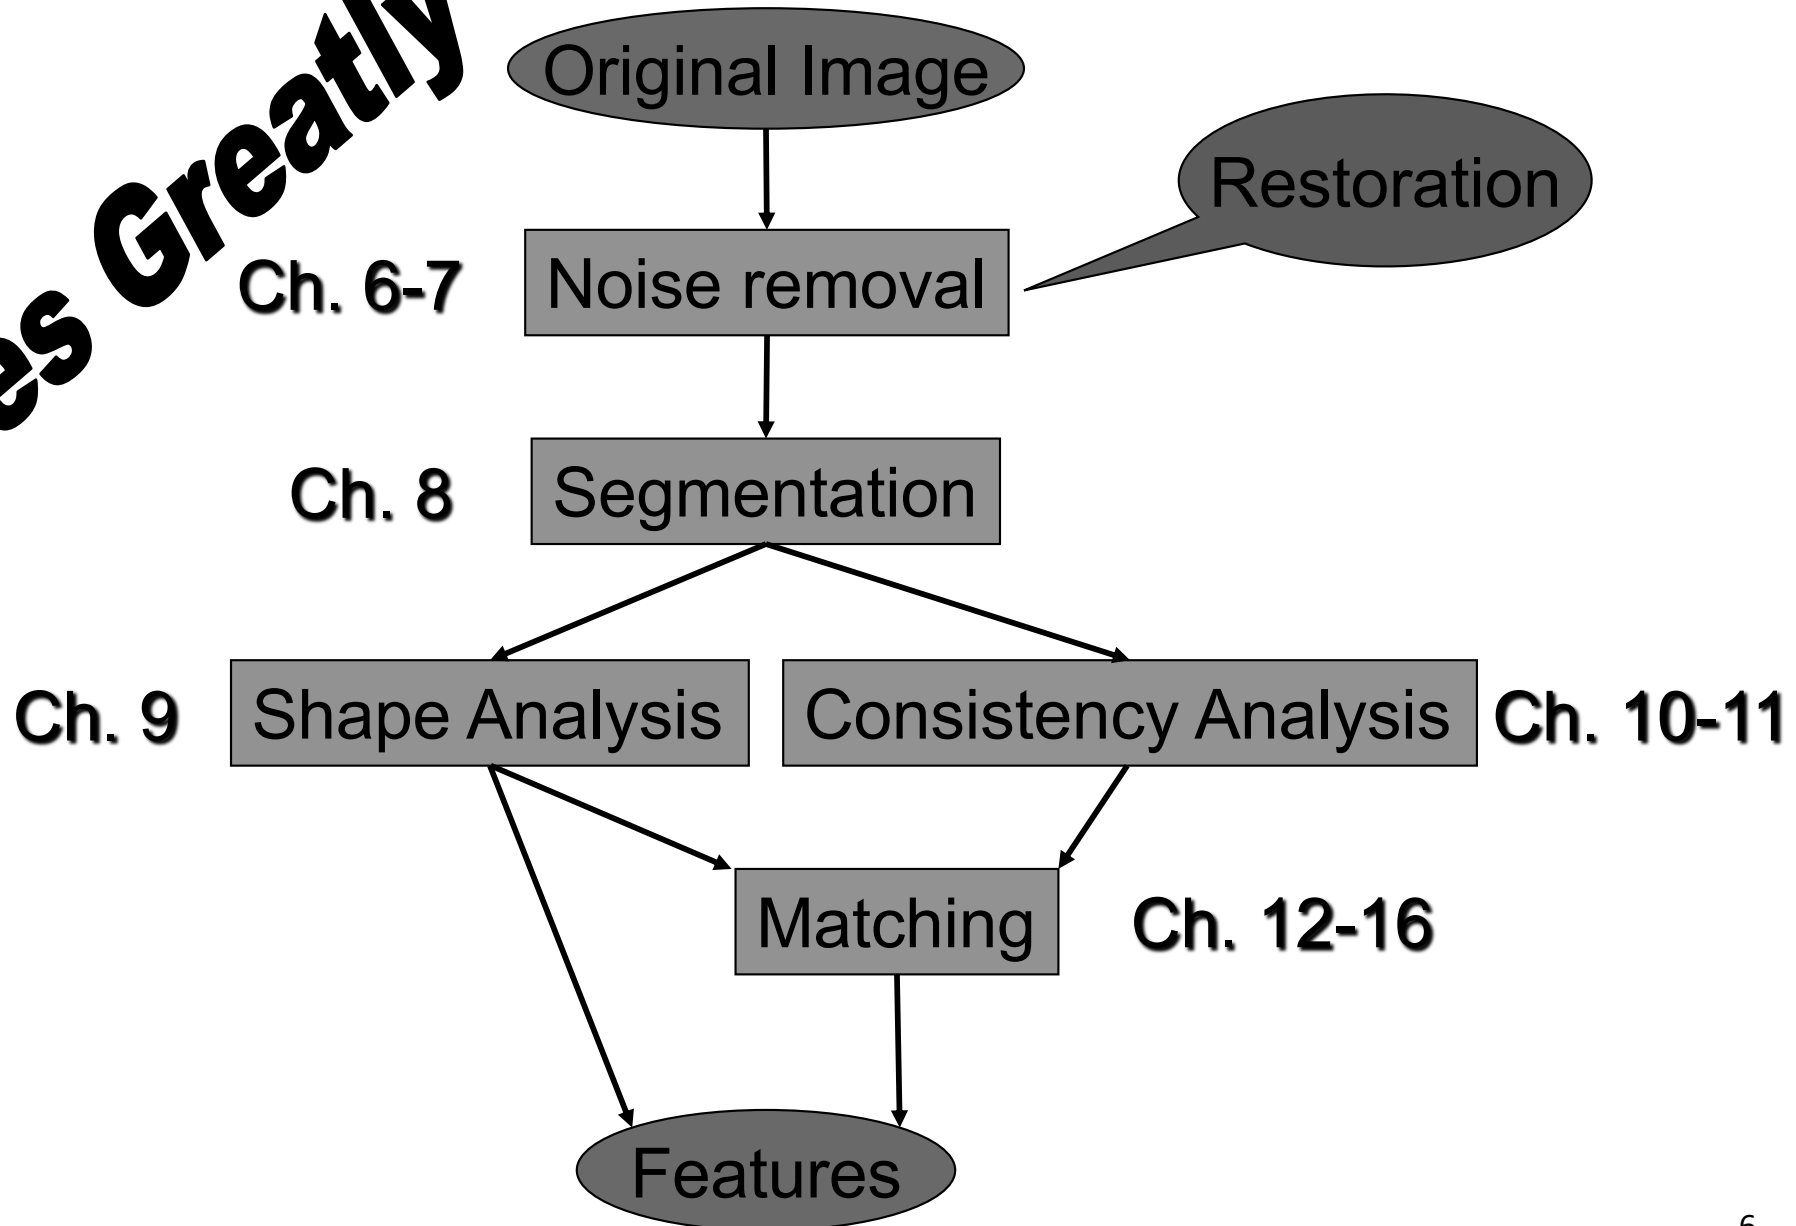 Greatly
Original Image
Restoration
Ch. 6-7
Noise removal
Ch. 8
Segmentation
Ch. 9
Shape Analysis
Consistency Analysis
Ch. 10-11
Matching
Ch. 12-16
Features
6